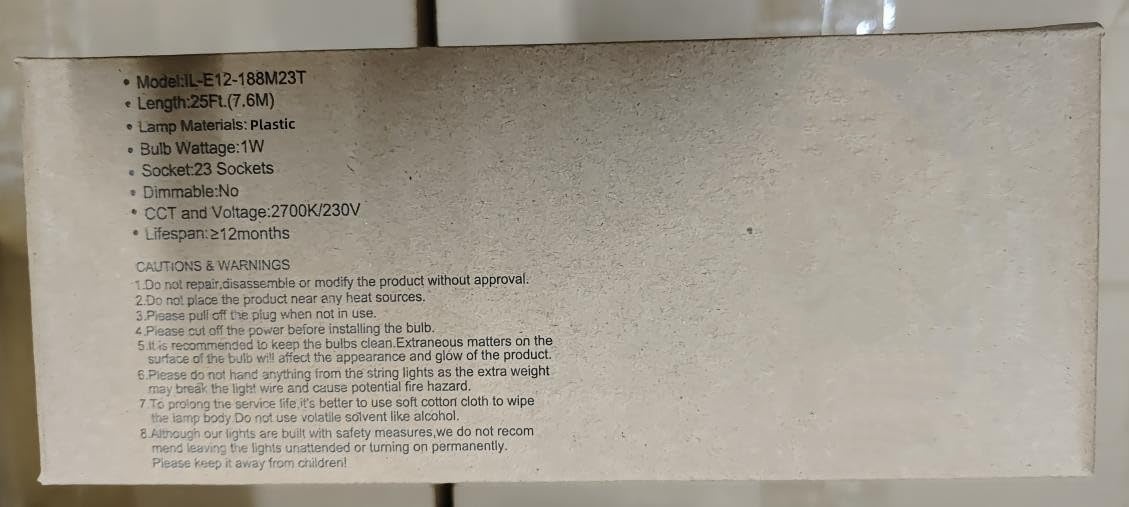 • Model:IL-E12-188M23T
• Length:25Ft.(7.6M)
• Lamp Materials: Plastic
• Bulb Wattage:1W
• Socket:23 Sockets
• Dimmable:No
• CCT and Voltage:2700K/230V
• Lifespan:≥12months
CAUTIONS & WARNINGS
1.Do not repair,disassemble or modify the product without approval.
2.Do not place the product near any heat sources.
3.Please pull off the plug when not in use.
4.Please cut off the power before installing the bulb.
5.It is recommended to keep the bulbs clean.Extraneous matters on the
surface of the bulb will affect the appearance and glow of the product.
6.Please do not hand anything from the string lights as the extra weight
may break the light wire and cause potential fire hazard.
7.To prolong tne service life,it's better to use soft cotton cloth to wipe
the lamp body.Do not use volatile solvent like alcohol.
8.Although our lights are built with safety measures,we do not recom
mend leaving the lights unattended or turning on permanently.
Please keep it away from children!